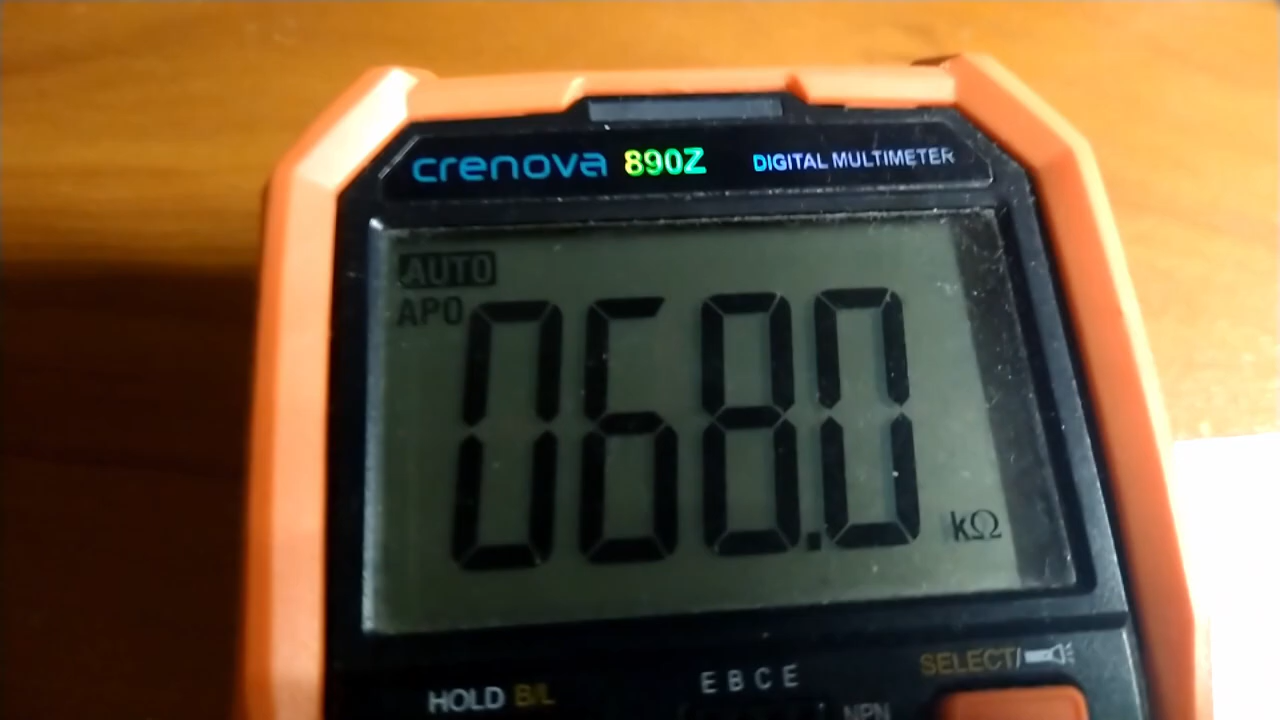 crenova 890Z DIGITAL MULTIMETER
AUTO
APO
068.0 kΩ
SELECT/
HOLD B/L
E B C E
NPN